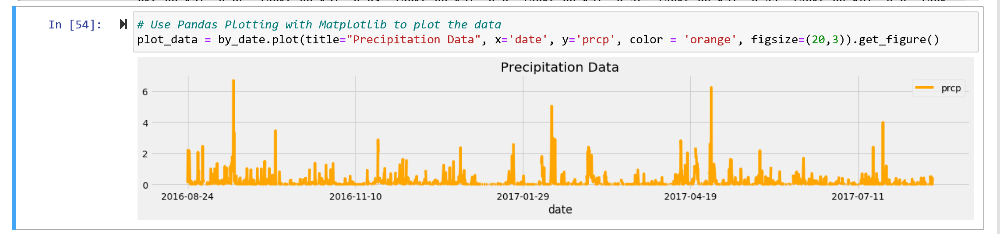 In [54]:
# Use Pandas Plotting with Matplotlib to plot the data
plot_data = by_date.plot(title="Precipitation Data", x='date', y='prcp', color = 'orange', figsize=(20,3)).get_figure()
Precipitation Data
prcp
6
4
2
0
2016-08-24 2016-11-10 2017-01-29 2017-04-19 2017-07-11
date